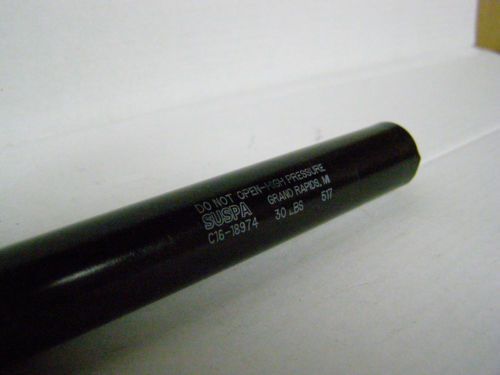 DO NOT OPEN-HIGH PRESSURE
SUSPA GRAND RAPIDS, MI
C16-18974 30 LBS 517